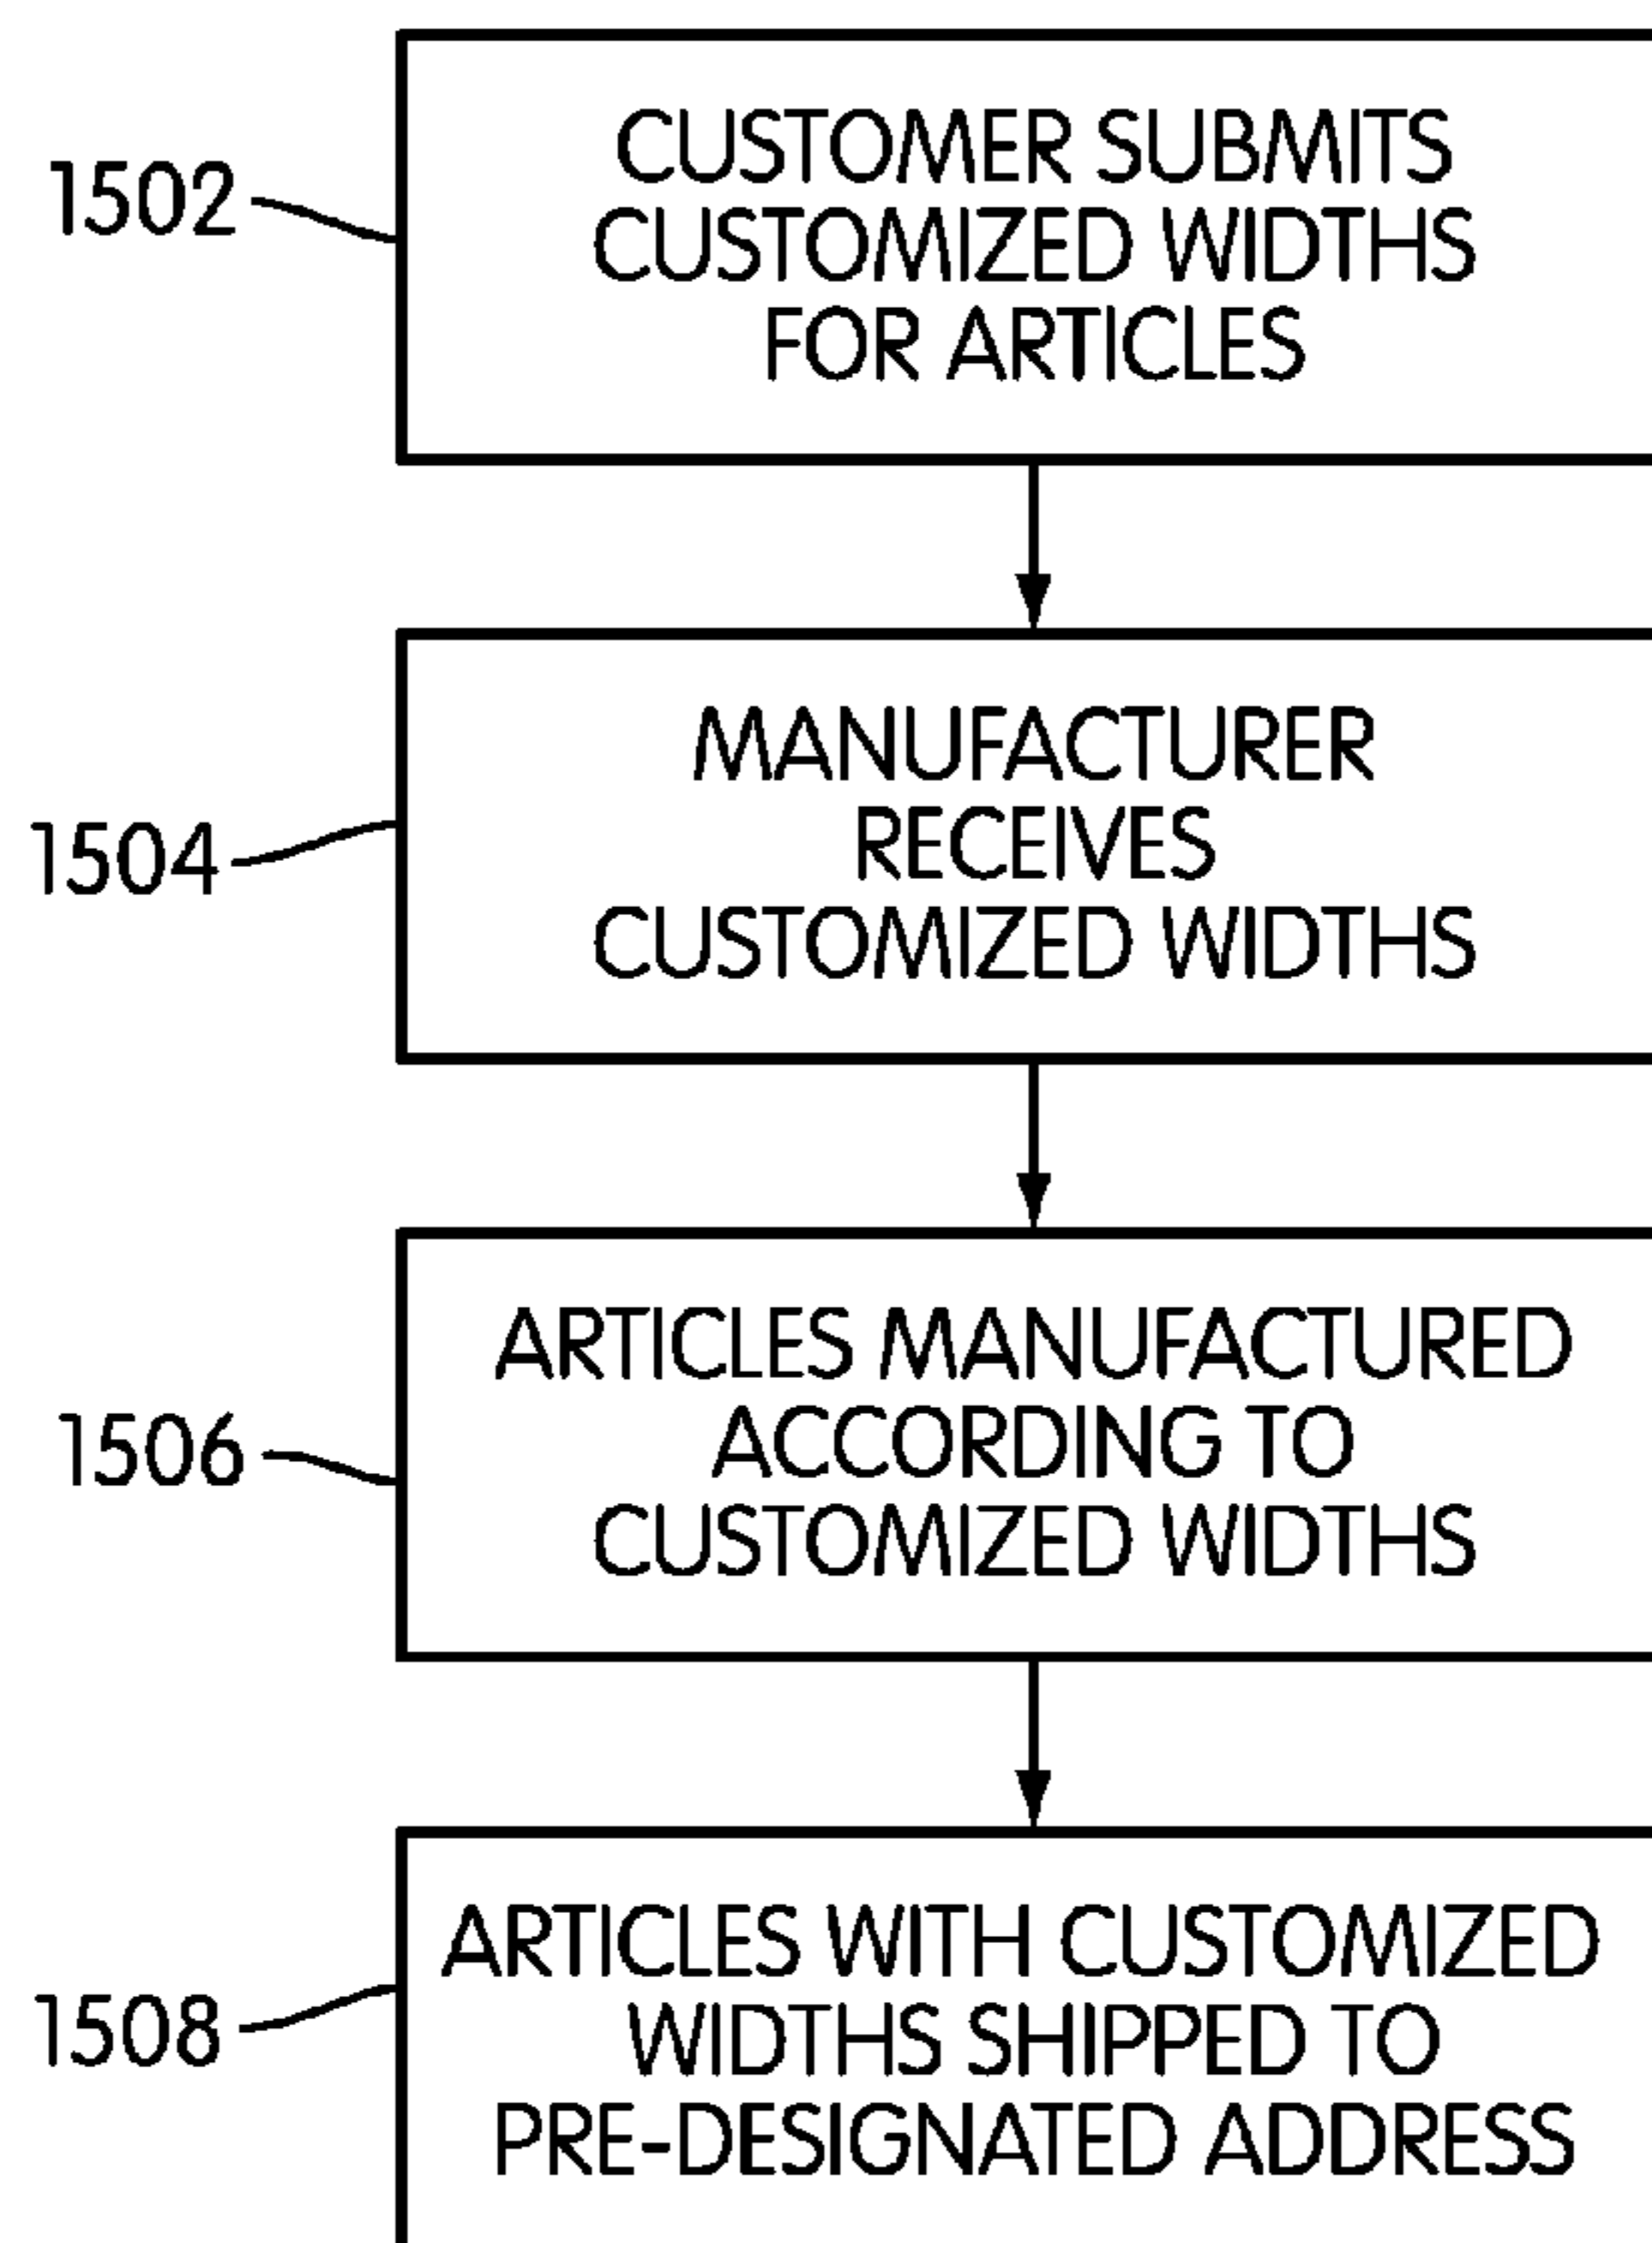 1502
CUSTOMER SUBMITS
CUSTOMIZED WIDTHS
FOR ARTICLES
1504
MANUFACTURER
RECEIVES
CUSTOMIZED WIDTHS
1506
ARTICLES MANUFACTURED
ACCORDING TO
CUSTOMIZED WIDTHS
1508
ARTICLES WITH CUSTOMIZED
WIDTHS SHIPPED TO
PRE-DESIGNATED ADDRESS